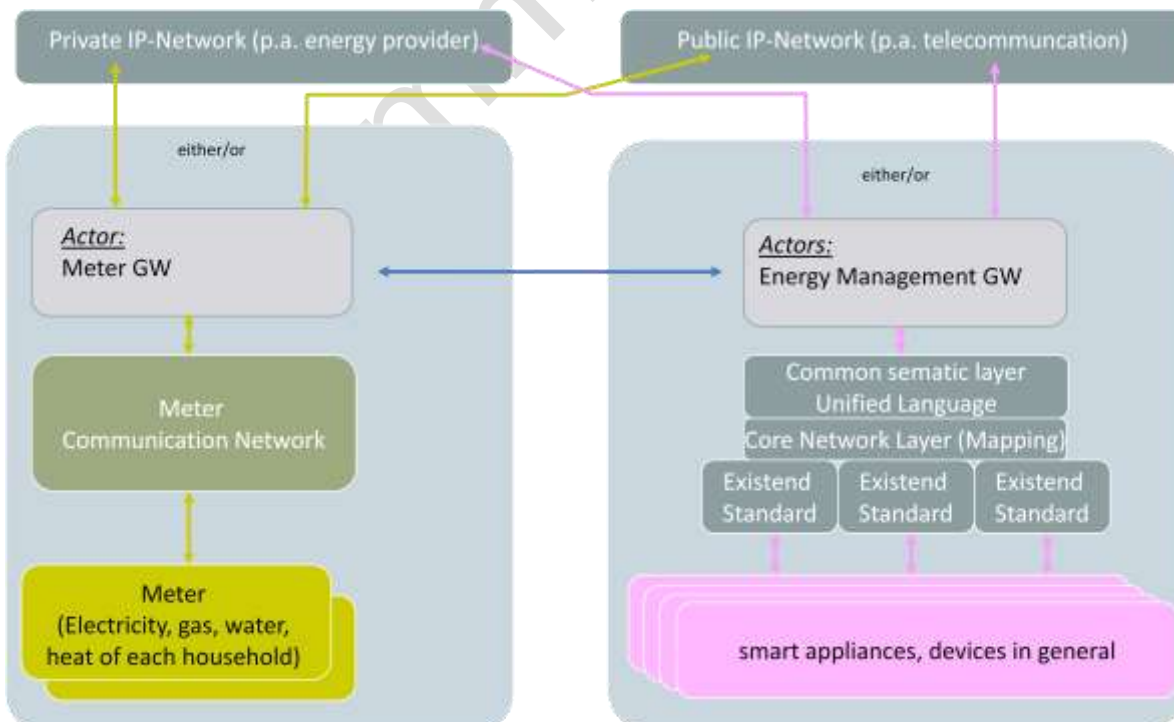 Private IP-Network (p.a. energy provider)
Public IP-Network (p.a. telecommuncation)
either/or
either/or
Actor:
Meter GW
Actors:
Energy Management GW
Meter
Communication Network
Common sematic layer
Unified Language
Core Network Layer (Mapping)
Existend
Standard
Existend
Standard
Existend
Standard
Meter
(Electricity, gas, water,
heat of each household)
smart appliances, devices in general